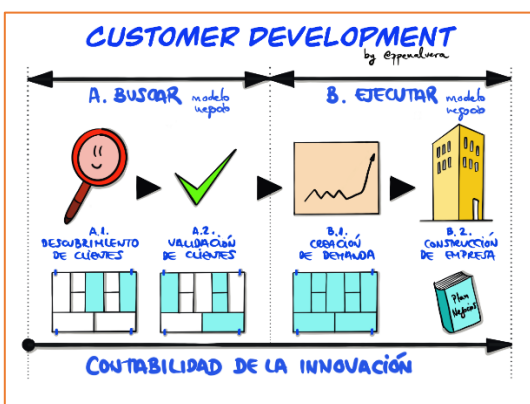 CUSTOMER DEVELOPMENT
by @ppenalvera
A. BUSCAR modelo
negocio
B. EJECUTAR modelo
negocio
A.1.
DESCUBRIMIENTO
DE CLIENTES
A.2.
VALIDACIÓN
DE CLIENTES
B.1.
CREACIÓN
DE DEMANDA
B.2.
CONSTRUCCIÓN
DE EMPRESA
Plan
Negocios
CONTABILIDAD DE LA INNOVACIÓN